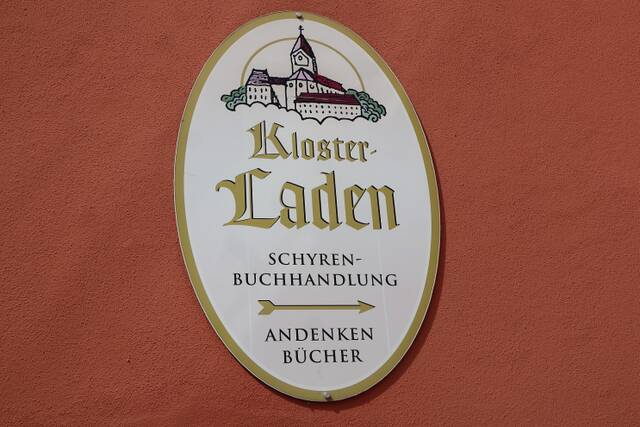 Kloster-
Laden
SCHYREN-
BUCHHANDLUNG
ANDENKEN
BÜCHER